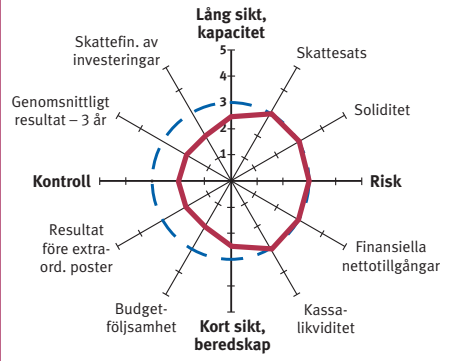 Lång sikt,
kapacitet
Skattefin. av
investeringar
Skattesats
Genomsnittligt
resultat – 3 år
Soliditet
5
4
3
2
1
Kontroll
Risk
Resultat
före extra-
ord. poster
Finansiella
nettotillgångar
Budget-
följsamhet
Kassa-
likviditet
Kort sikt,
beredskap